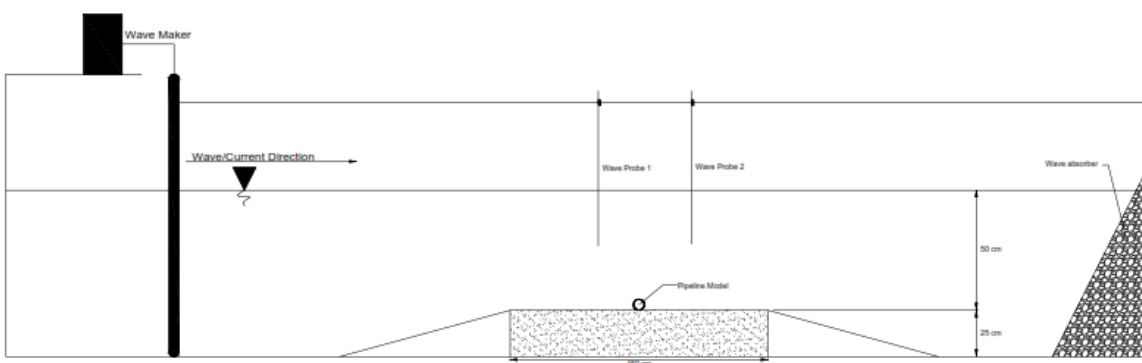 Wave Maker
Wave/Current Direction
Wave Probe 1
Wave Probe 2
Wave absorber
50 cm
Pipeline Model
25 cm